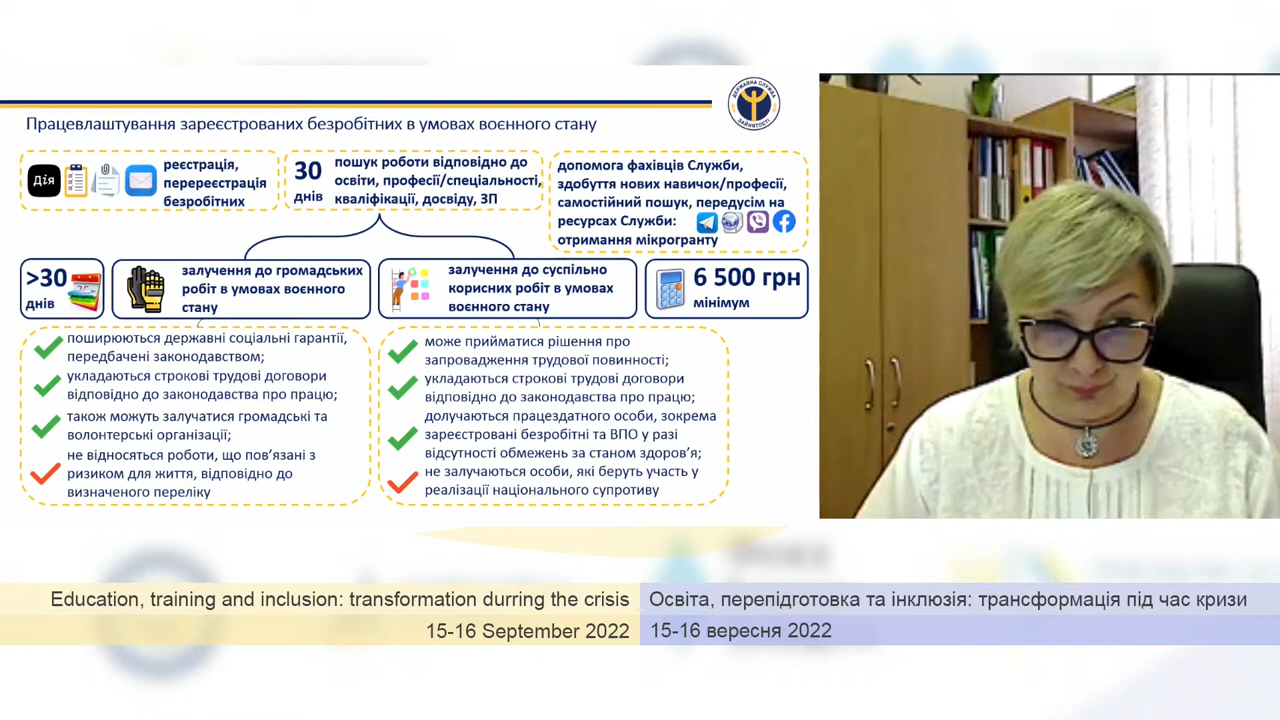 ДЕРЖАВНА СЛУЖБА
ЗАЙНЯТОСТІ
Працевлаштування зареєстрованих безробітних в умовах воєнного стану
Дія
реєстрація,
перереєстрація
безробітних
30
днів
пошук роботи відповідно до
освіти, професії/спеціальності,
кваліфікації, досвіду, ЗП
допомога фахівців Служби,
здобуття нових навичок/професії,
самостійний пошук, передусім на
ресурсах Служби:
отримання мікрогранту
>30
днів
залучення до громадських
робіт в умовах воєнного
стану
залучення до суспільно
корисних робіт в умовах
воєнного стану
6 500 грн
мінімум
поширюються державні соціальні гарантії,
передбачені законодавством;
укладаються строкові трудові договори
відповідно до законодавства про працю;
також можуть залучатися громадські та
волонтерські організації;
не відносяться роботи, що пов’язані з
ризиком для життя, відповідно до
визначеного переліку
може прийматися рішення про
запровадження трудової повинності;
укладаються строкові трудові договори
відповідно до законодавства про працю;
долучаються працездатні особи, зокрема
зареєстровані безробітні та ВПО у разі
відсутності обмежень за станом здоров’я;
не залучаються особи, які беруть участь у
реалізації національного супротиву
Education, training and inclusion: transformation durring the crisis
15-16 September 2022
Освіта, перепідготовка та інклюзія: трансформація під час кризи
15-16 вересня 2022